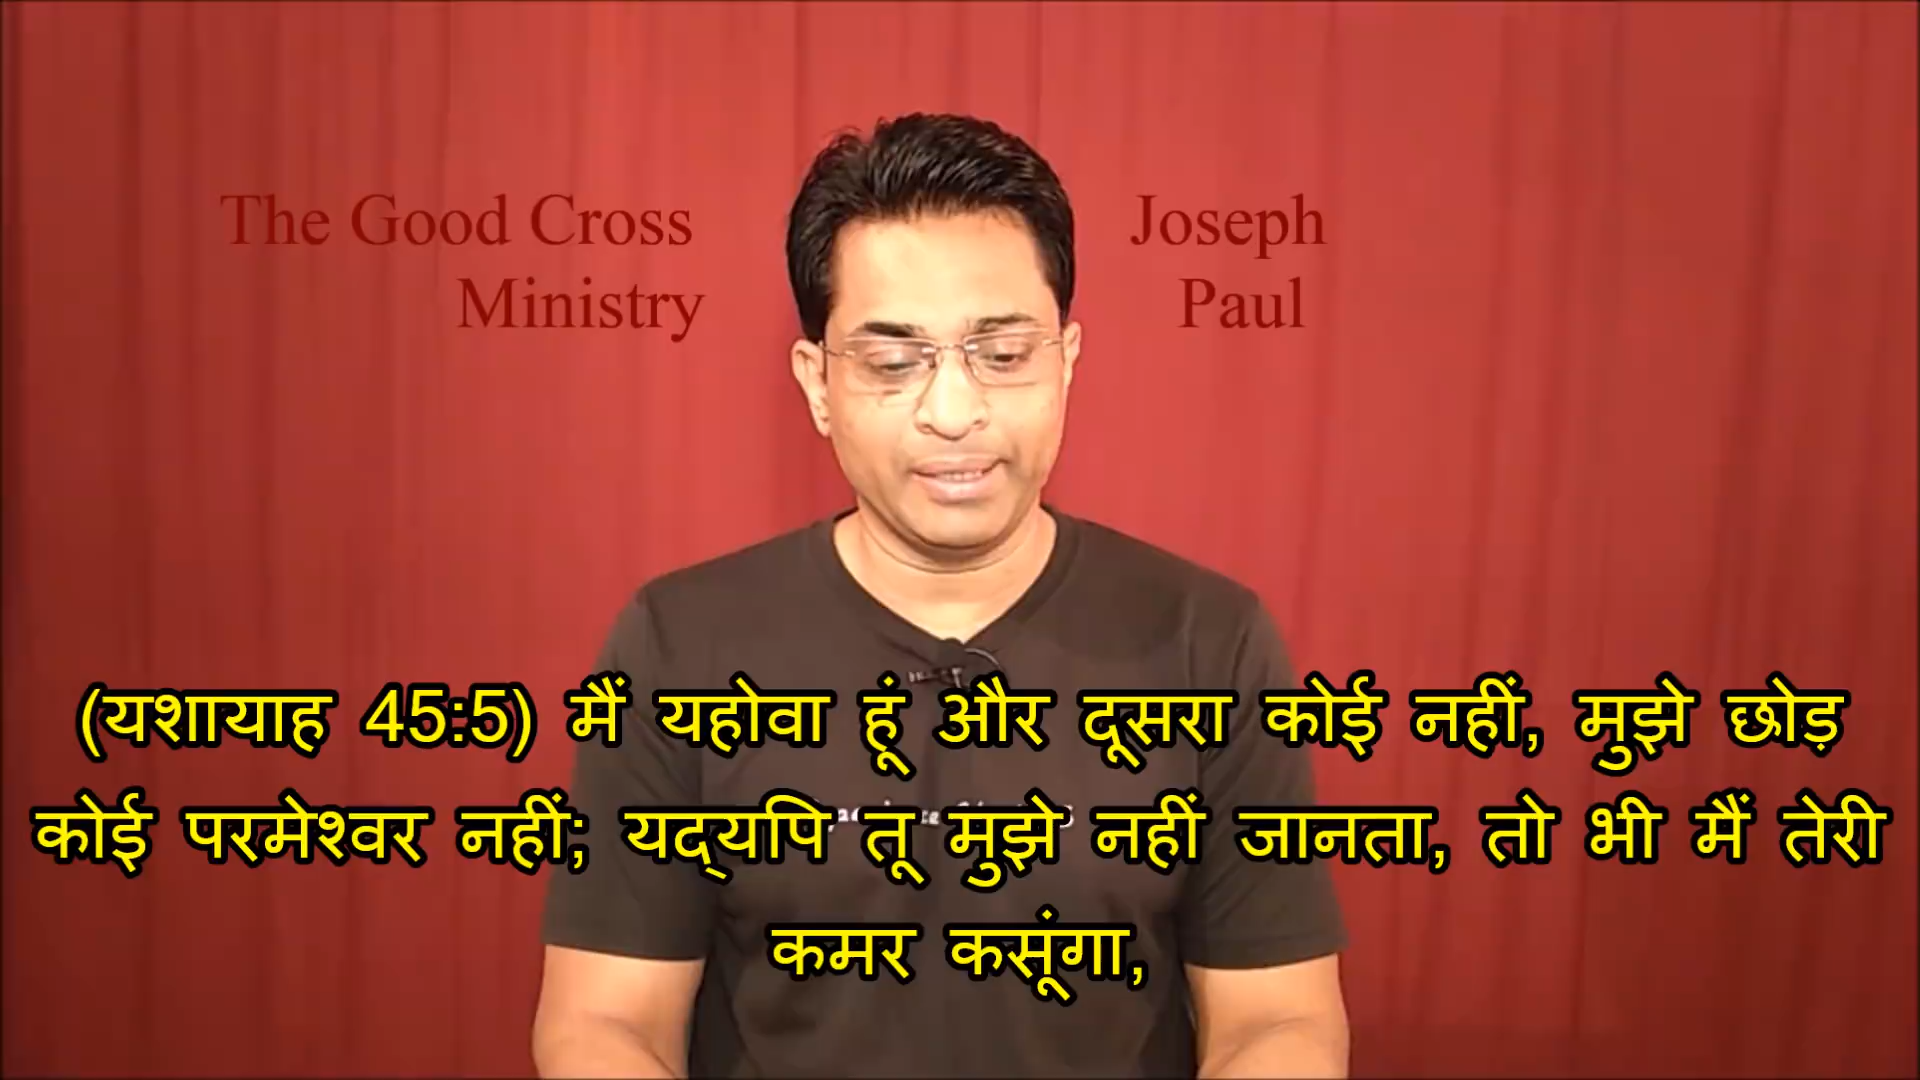 The Good Cross
Ministry
Joseph
Paul
(यशायाह 45:5) मैं यहोवा हूं और दूसरा कोई नहीं, मुझे छोड़
कोई परमेश्वर नहीं; यद्यपि तू मुझे नहीं जानता, तो भी मैं तेरी
कमर कसूंगा,